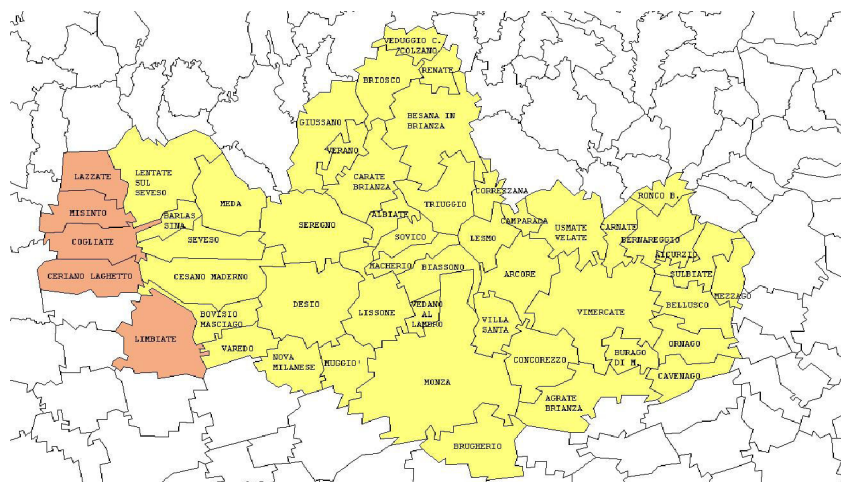 VEDUGGIO C.
COLZANO
RENATE
BRIOSCO
BESANA IN
BRIANZA
GIUSSANO
VERANO
CARATE
BRIANZA
LAZZATE
LENTATE
SUL
SEVESO
MEDA
CORREZZANA
RONCO B.
MISINTO
BARLAS
SINA
ALBIATE
TRIUGGIO
CAMPARADA
USMATE
VELATE
CARNATE
SEREGNO
COGLIATE
SEVESO
SOVICO
LESMO
BERNAREGGIO
AICURZIO
SULBIATE
MEZZAGO
CERIANO LAGHETTO
CESANO MADERNO
MACHERIO
BIASSONO
ARCORE
DESIO
LISSONE
VEDANO
AL
LAMBRO
VILLA
SANTA
VIMERCATE
BELLUSCO
BOVISIO
MASCIAGO
LIMBIATE
VAREDO
NOVA
MILANESE
MUGGIO'
CONCOREZZO
BURAGO
DI M.
ORNAGO
CAVENAGO
MONZA
AGRATE
BRIANZA
BRUGHERIO